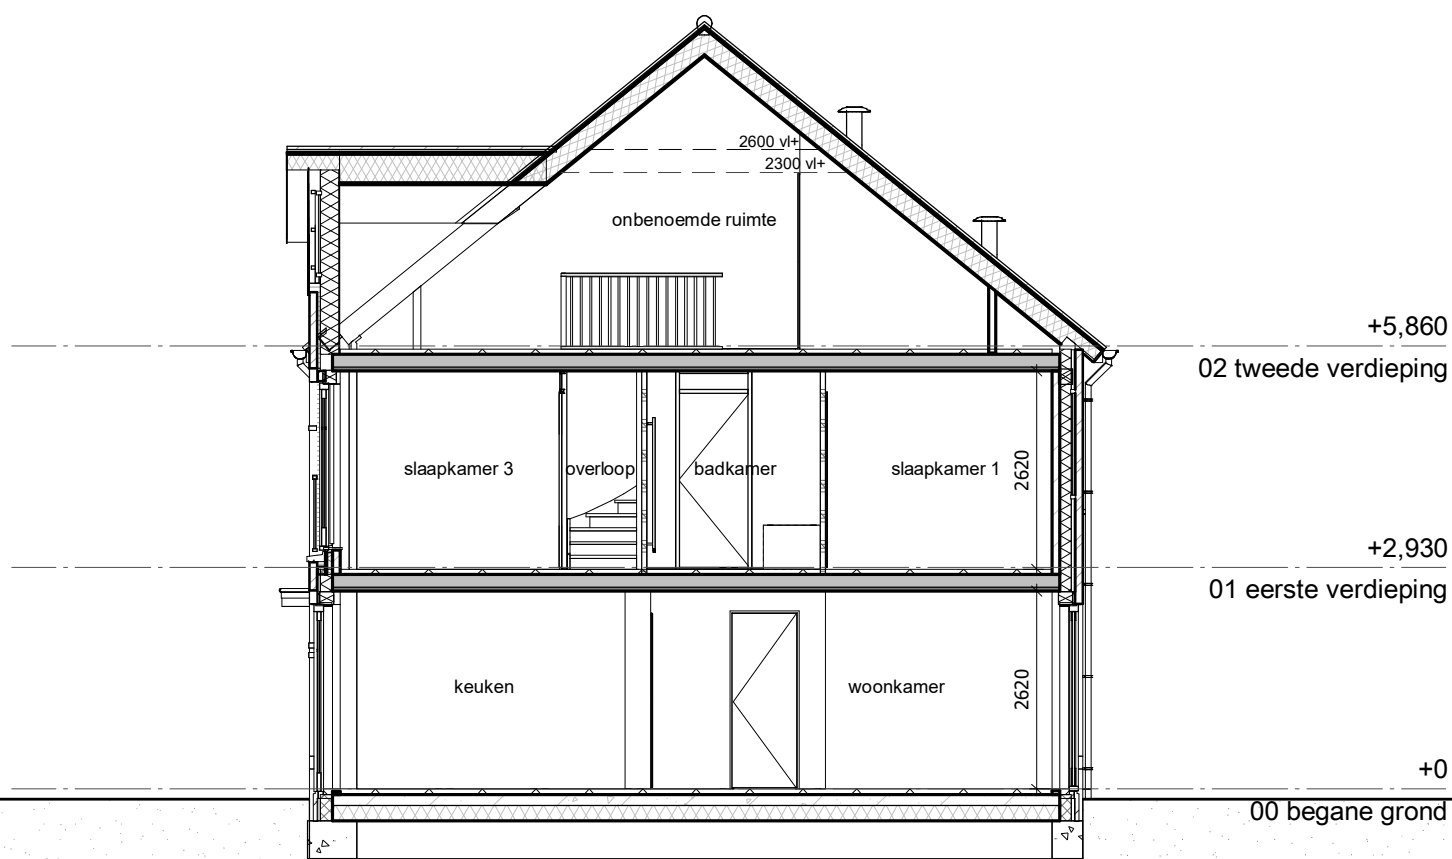 2600 vl+
2300 vl+
onbenoemde ruimte
+5,860
02 tweede verdieping
slaapkamer 3
overloop
badkamer
slaapkamer 1
2620
+2,930
01 eerste verdieping
keuken
woonkamer
2620
+0
00 begane grond